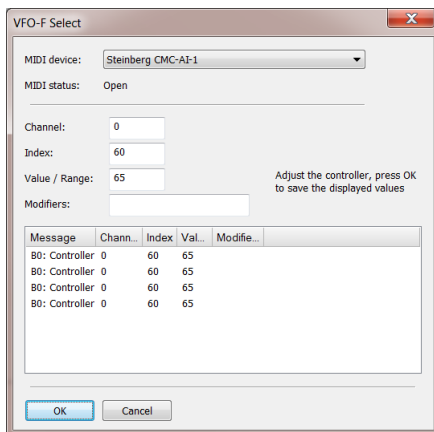 VFO-F Select
MIDI device: Steinberg CMC-AI-1
MIDI status: Open
Channel: 0
Index: 60
Value / Range: 65
Adjust the controller, press OK
to save the displayed values
Modifiers:
Message Chann... Index Val... Modifie...
B0: Controller 0 60 65
B0: Controller 0 60 65
B0: Controller 0 60 65
B0: Controller 0 60 65
OK Cancel